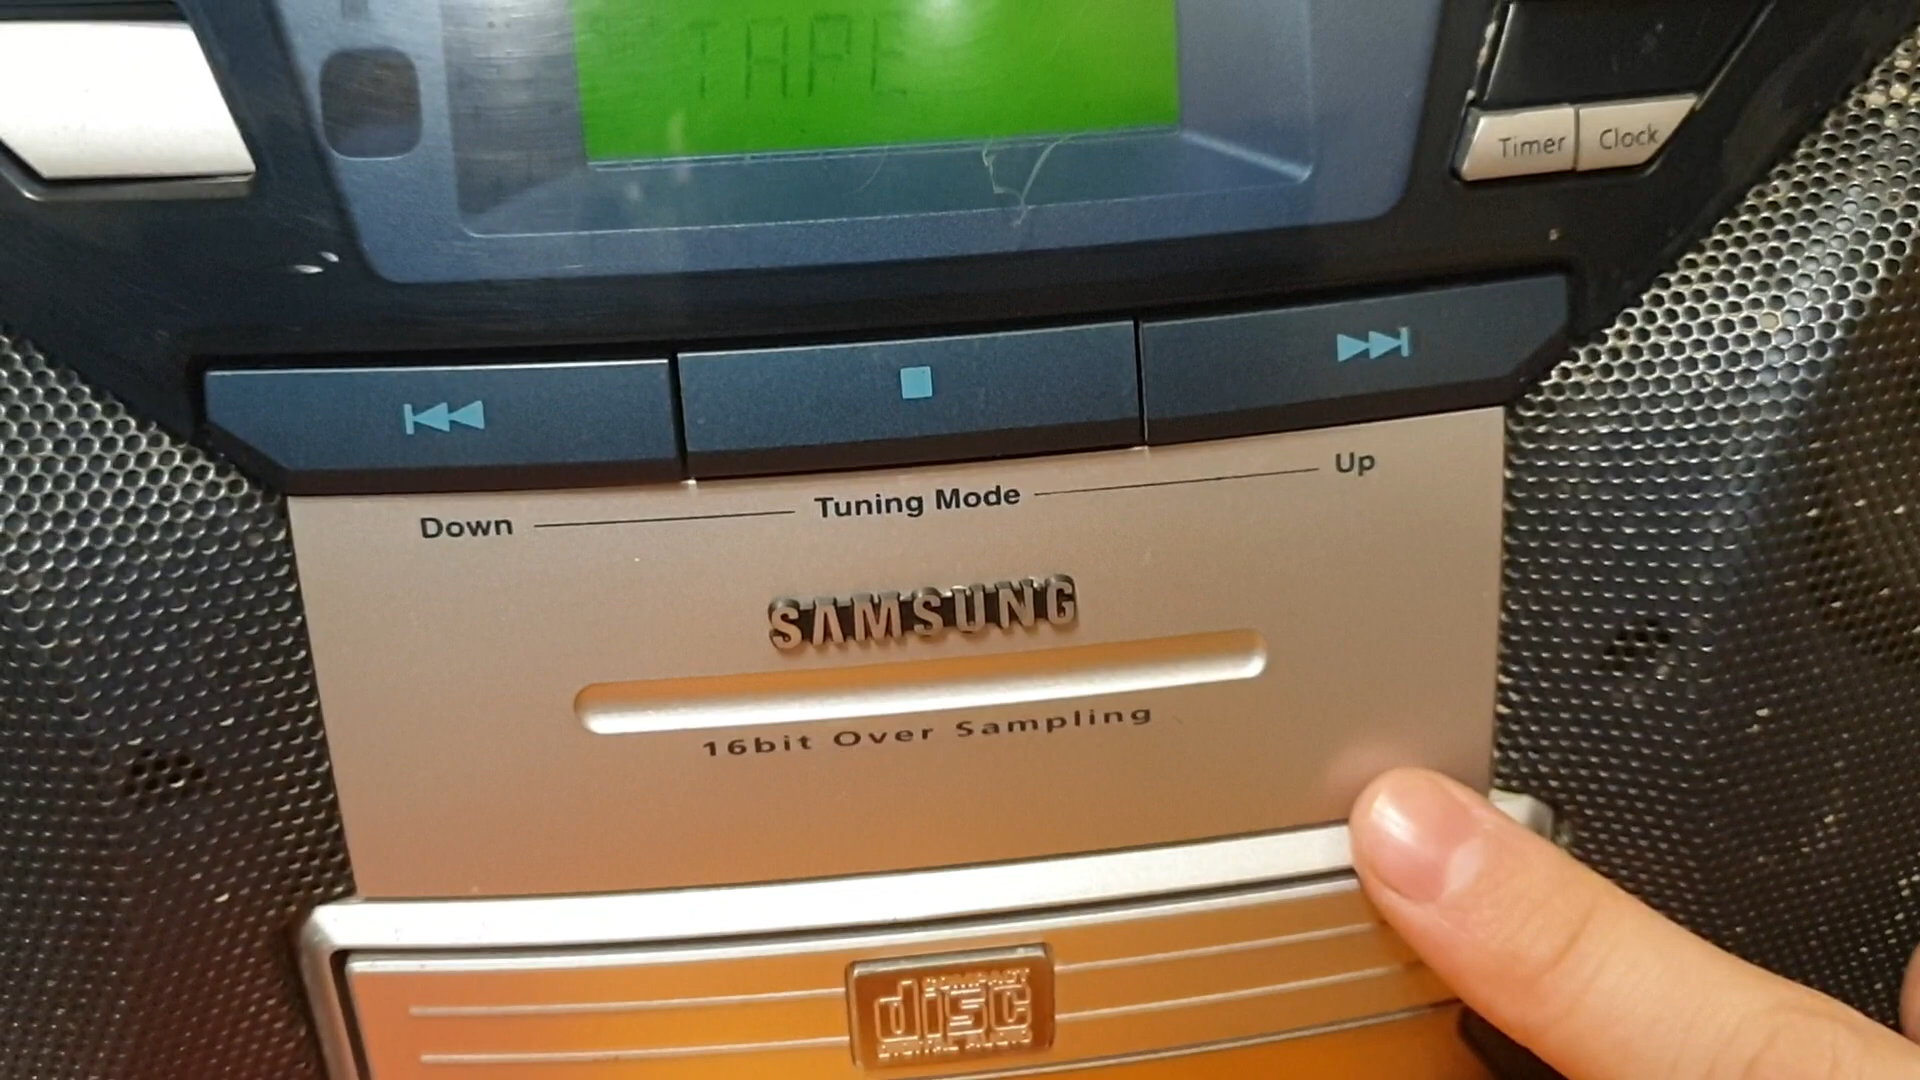 TAPE
Timer Clock
Down Tuning Mode Up
SAMSUNG
16bit Over Sampling
COMPACT
disc
DIGITAL AUDIO